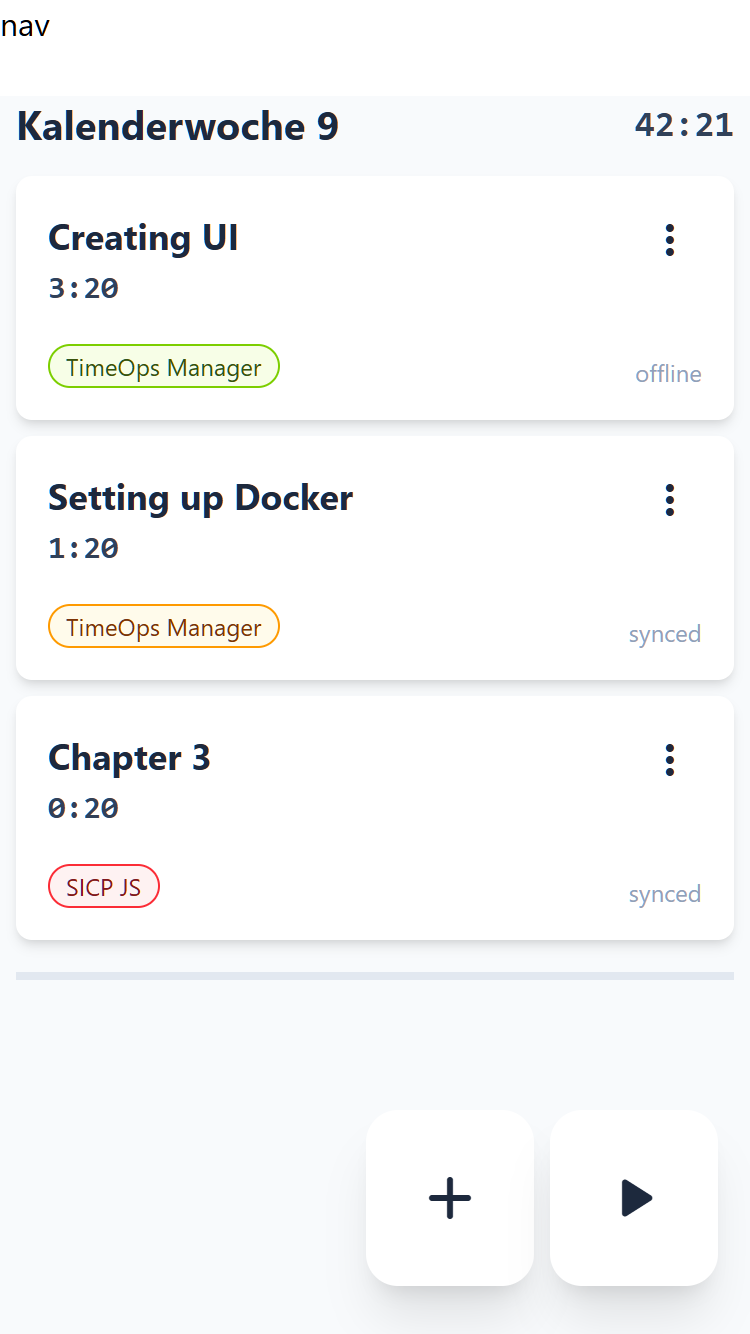 nav
Kalenderwoche 9
42:21
Creating UI
3:20
TimeOps Manager
offline
Setting up Docker
1:20
TimeOps Manager
synced
Chapter 3
0:20
SICP JS
synced